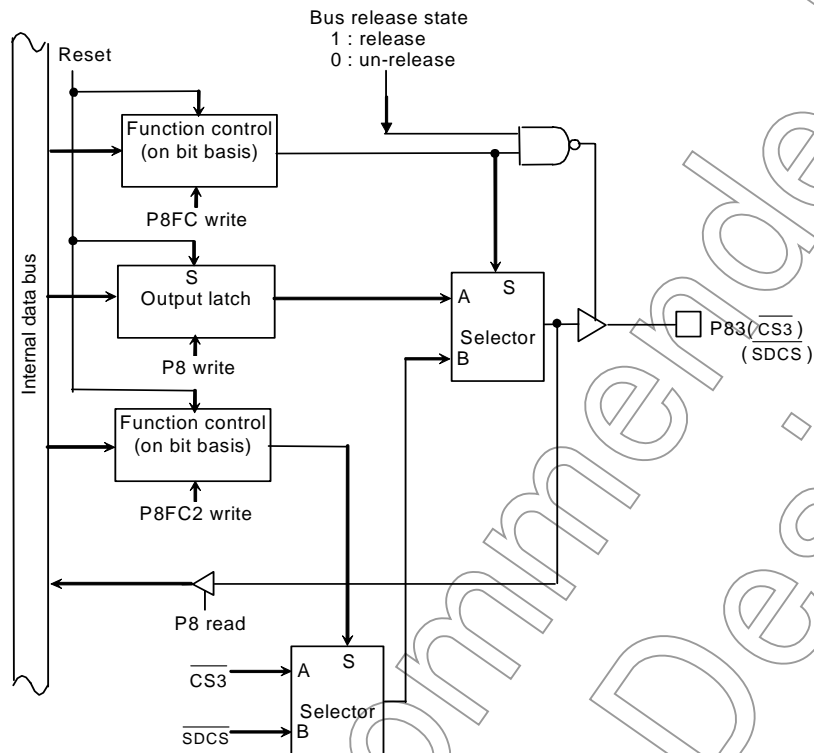 Bus release state
1 : release
0 : un-release
Reset
Function control
(on bit basis)
P8FC write
S
Output latch
P8 write
A
S
Selector
B
P83(CS3)
(SDCS)
Internal data bus
Function control
(on bit basis)
P8FC2 write
P8 read
CS3
A
S
Selector
SDCS
B
ommende
Des